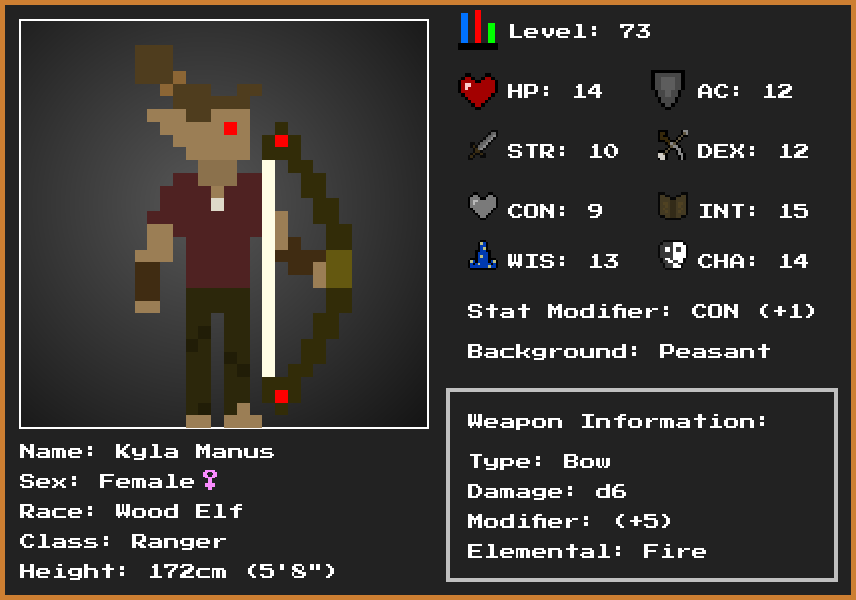 Level: 73
HP: 14
AC: 12
STR: 10
DEX: 12
CON: 9
INT: 15
WIS: 13
CHA: 14
Stat Modifier: CON (+1)
Background: Peasant
Weapon Information:
Type: Bow
Damage: d6
Modifier: (+5)
Elemental: Fire
Name: Kyla Manus
Sex: Female♀
Race: Wood Elf
Class: Ranger
Height: 172cm (5'8")